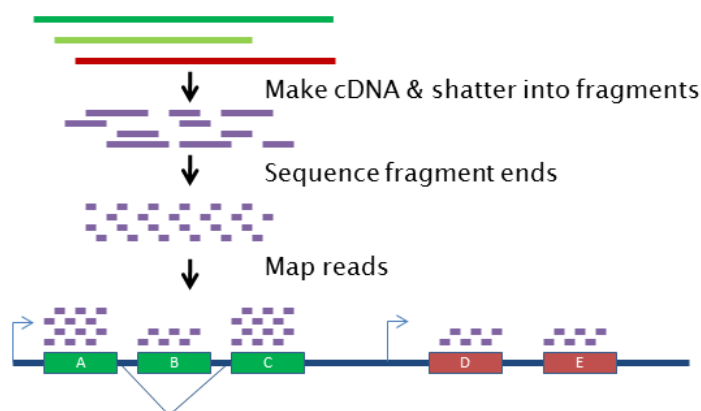 Make cDNA & shatter into fragments
Sequence fragment ends
Map reads
A B C D E